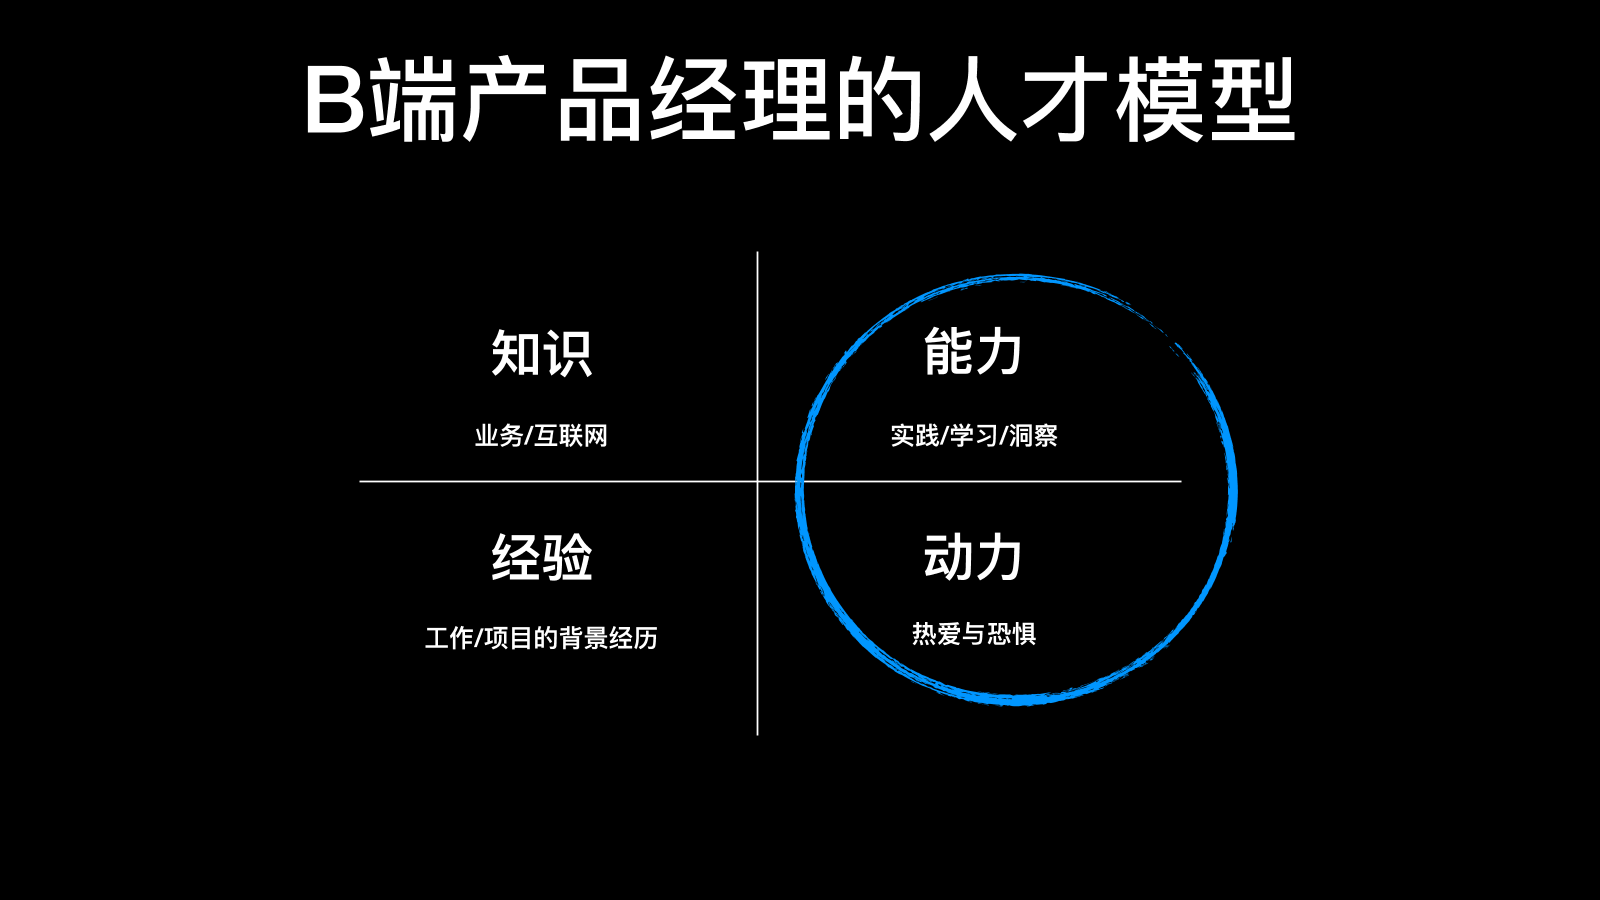 B端产品经理的人才模型
知识
业务/互联网
能力
实践/学习/洞察
经验
工作/项目的背景经历
动力
热爱与恐惧